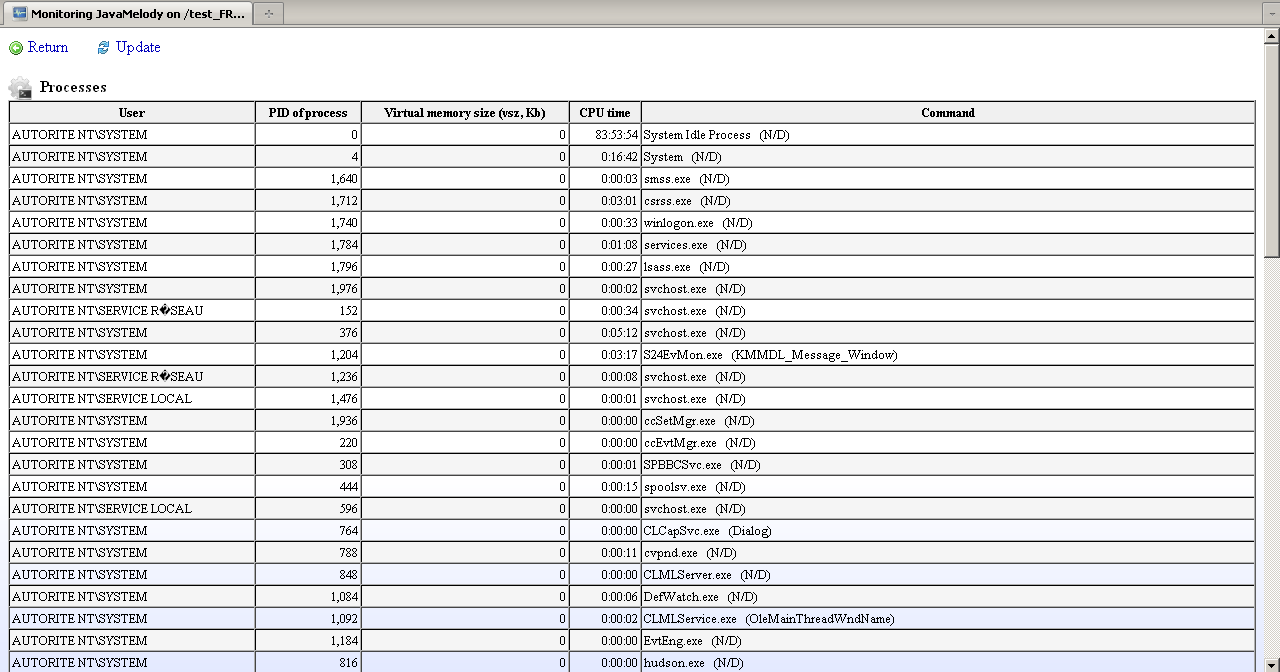 Monitoring JavaMelody on /test_FR...
Return Update
Processes
User PID of process Virtual memory size (vsz, Kb) CPU time Command
AUTORITE NT\SYSTEM 0 0 83:53:54 System Idle Process (N/D)
AUTORITE NT\SYSTEM 4 0 0:16:42 System (N/D)
AUTORITE NT\SYSTEM 1,640 0 0:00:03 smss.exe (N/D)
AUTORITE NT\SYSTEM 1,712 0 0:03:01 csrss.exe (N/D)
AUTORITE NT\SYSTEM 1,740 0 0:00:33 winlogon.exe (N/D)
AUTORITE NT\SYSTEM 1,784 0 0:01:08 services.exe (N/D)
AUTORITE NT\SYSTEM 1,796 0 0:00:27 lsass.exe (N/D)
AUTORITE NT\SYSTEM 1,976 0 0:00:02 svchost.exe (N/D)
AUTORITE NT\SERVICE R�SEAU 152 0 0:00:34 svchost.exe (N/D)
AUTORITE NT\SYSTEM 376 0 0:05:12 svchost.exe (N/D)
AUTORITE NT\SYSTEM 1,204 0 0:03:17 S24EvMon.exe (KMMDL_Message_Window)
AUTORITE NT\SERVICE R�SEAU 1,236 0 0:00:08 svchost.exe (N/D)
AUTORITE NT\SERVICE LOCAL 1,476 0 0:00:01 svchost.exe (N/D)
AUTORITE NT\SYSTEM 1,936 0 0:00:00 ccSetMgr.exe (N/D)
AUTORITE NT\SYSTEM 220 0 0:00:00 ccEvtMgr.exe (N/D)
AUTORITE NT\SYSTEM 308 0 0:00:01 SPBBCSvc.exe (N/D)
AUTORITE NT\SYSTEM 444 0 0:00:15 spoolsv.exe (N/D)
AUTORITE NT\SERVICE LOCAL 596 0 0:00:00 svchost.exe (N/D)
AUTORITE NT\SYSTEM 764 0 0:00:00 CLCapSvc.exe (Dialog)
AUTORITE NT\SYSTEM 788 0 0:00:11 cvpnd.exe (N/D)
AUTORITE NT\SYSTEM 848 0 0:00:00 CLMLServer.exe (N/D)
AUTORITE NT\SYSTEM 1,084 0 0:00:06 DefWatch.exe (N/D)
AUTORITE NT\SYSTEM 1,092 0 0:00:02 CLMLService.exe (OleMainThreadWndName)
AUTORITE NT\SYSTEM 1,184 0 0:00:00 EvtEng.exe (N/D)
AUTORITE NT\SYSTEM 816 0 0:00:00 hudson.exe (N/D)